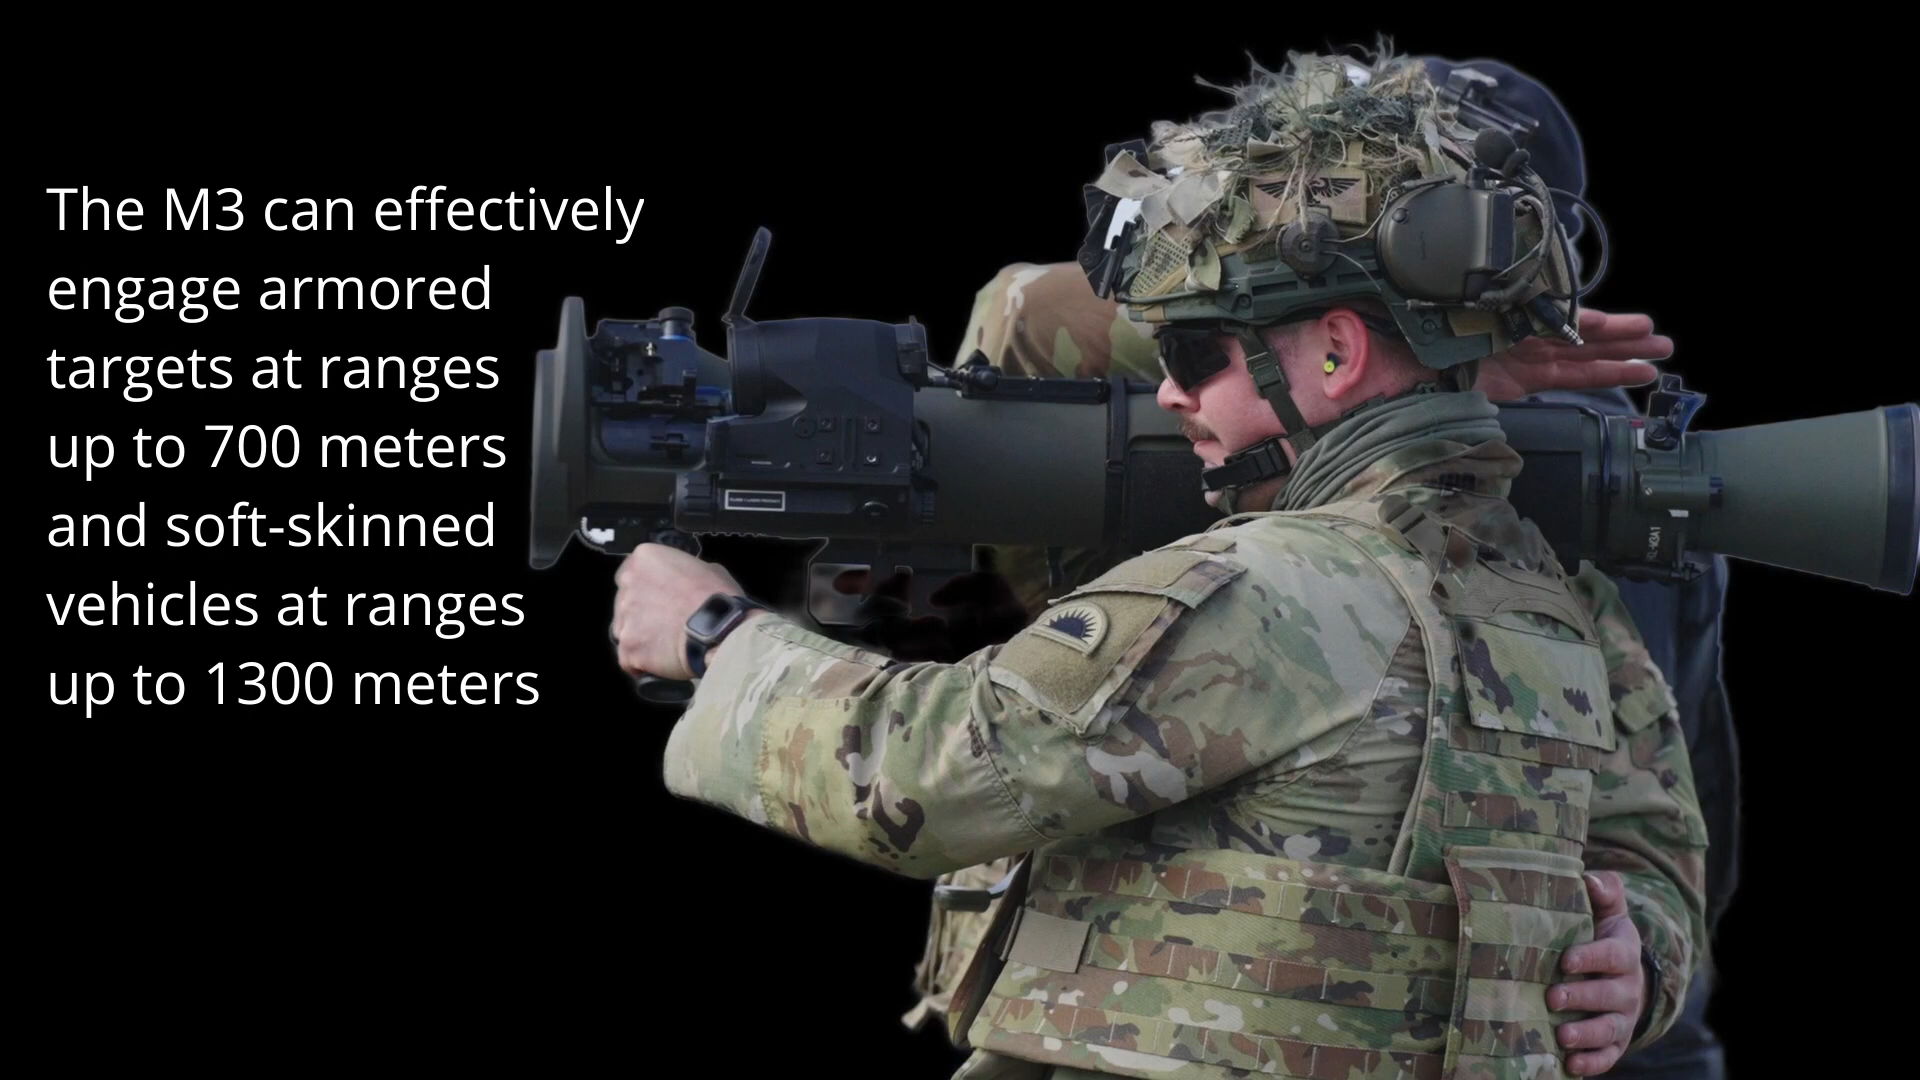 The M3 can effectively
engage armored
targets at ranges
up to 700 meters
and soft-skinned
vehicles at ranges
up to 1300 meters